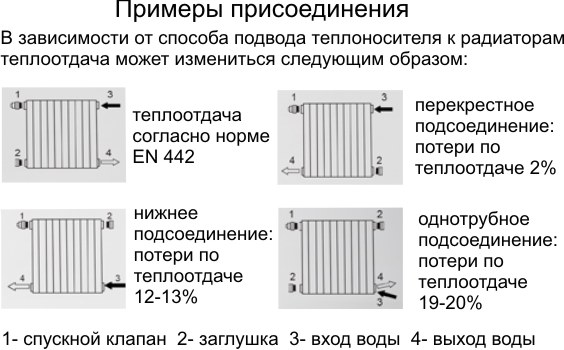 Примеры присоединения
В зависимости от способа подвода теплоносителя к радиаторам
теплоотдача может измениться следующим образом:
1
3
2
4
теплоотдача
согласно норме
EN 442
1
3
4
2
перекрестное
подсоединение:
потери по
теплоотдаче 2%
1
2
4
3
нижнее
подсоединение:
потери по
теплоотдаче
12-13%
1
2
2
4
3
однотрубное
подсоединение:
потери по
теплоотдаче
19-20%
1- спускной клапан 2- заглушка 3- вход воды 4- выход воды